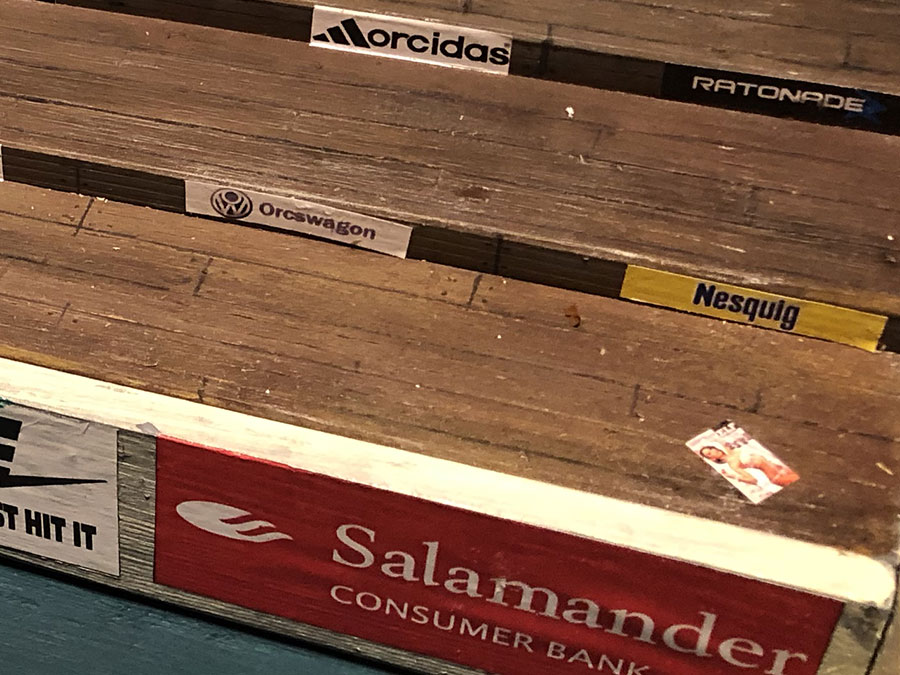 orcidas
RATONADE
Orcswagon
Nesquig
E
ST HIT IT
Salamander
CONSUMER BANK